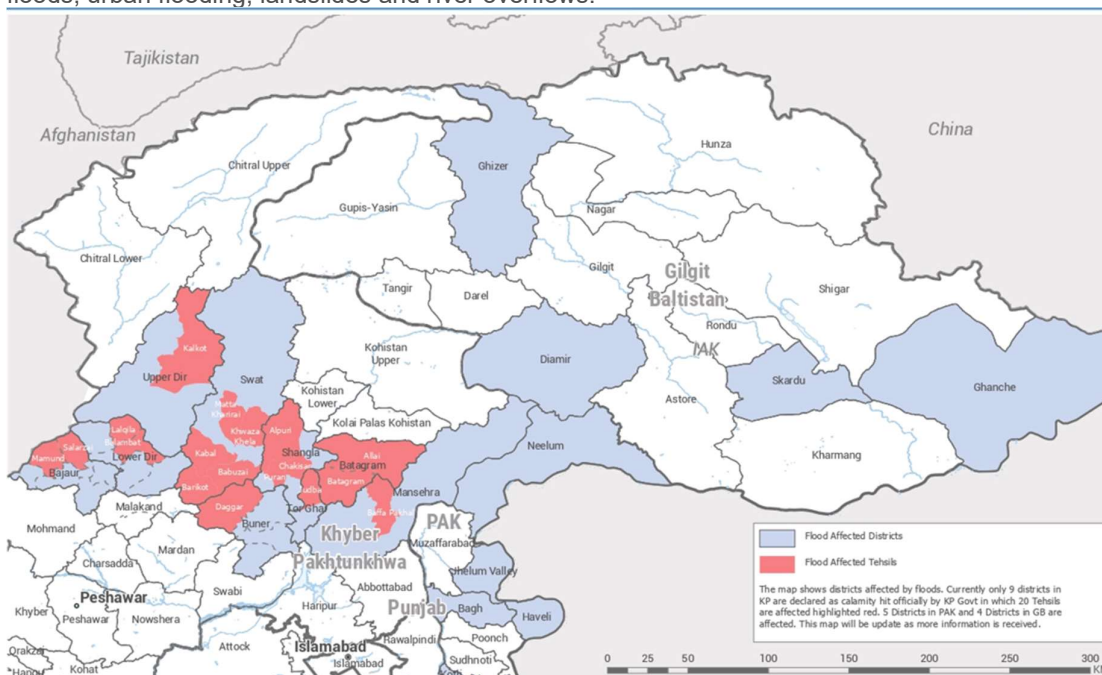 floods, urban flooding, landslides and river overflows.
Tajikistan
Afghanistan
China
Chitral Upper
Ghizer
Hunza
Gupis-Yasin
Nagar
Chitral Lower
Gilgit
Gilgit
Baltistan
Tangir
Darel
Shigar
Rondu
IAK
Kalkot
Kohistan
Upper
Diamir
Upper Dir
Swat
Skardu
Ghanche
Astore
Kohistan
Lower
Kolai Palas Kohistan
Lalqila
Khwaza
Khela
Alpuri
Neelum
Salarzai
Mamund
Lower Dir
Kabal
Shangla
Allai
Kharmang
Bajaur
Babuzai
Batagram
Barikot
Batagram
Mansehra
Malakand
Daggar
Buner
PAK
Mohmand
Khyber
Pakhtunkhwa
Muzaffarabad
Mardan
Charsadda
Jhelum Valley
Swabi
Abbottabad
Peshawar
Khyber
Peshawar
Nowshera
Haripur
Punjab
Bagh
Haveli
Attock
Rawalpindi
Poonch
Islamabad
Islamabad
Sudhnoti
Kohat
Flood Affected Districts
Flood Affected Tehsils
The map shows districts affected by floods. Currently only 9 districts in
KP are declared as calamity hit officially by KP Govt in which 20 Tehsils
are affected highlighted red. 5 Districts in PAK and 4 Districts in GB are
affected. This map will be update as more information is received.
0 25 50 100 150 200 250 300